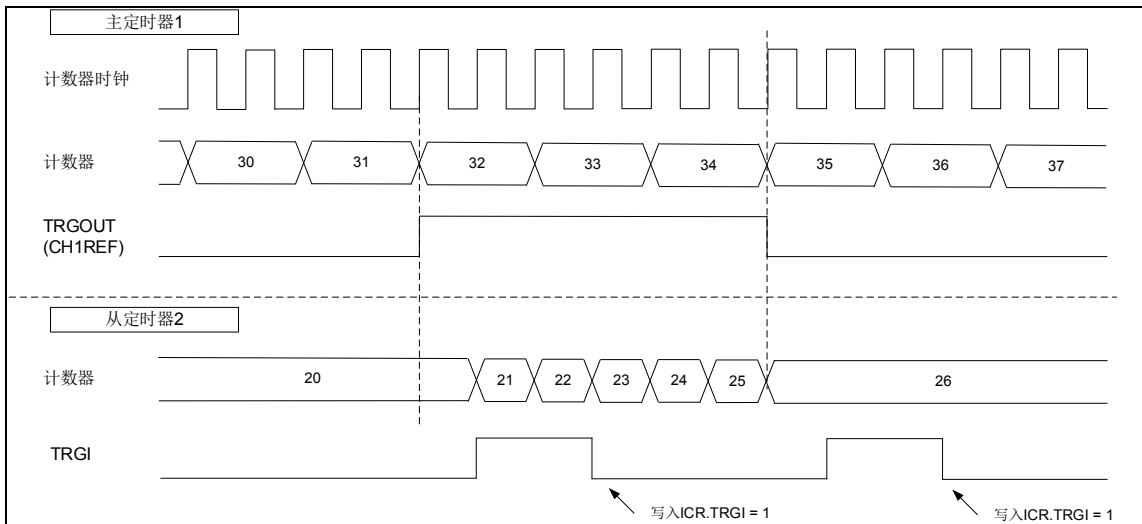 主定时器1
计数器时钟
计数器 30 31 32 33 34 35 36 37
TRGOUT
(CH1REF)
从定时器2
计数器 20 21 22 23 24 25 26
TRGI
写入ICR.TRGI = 1 写入ICR.TRGI = 1